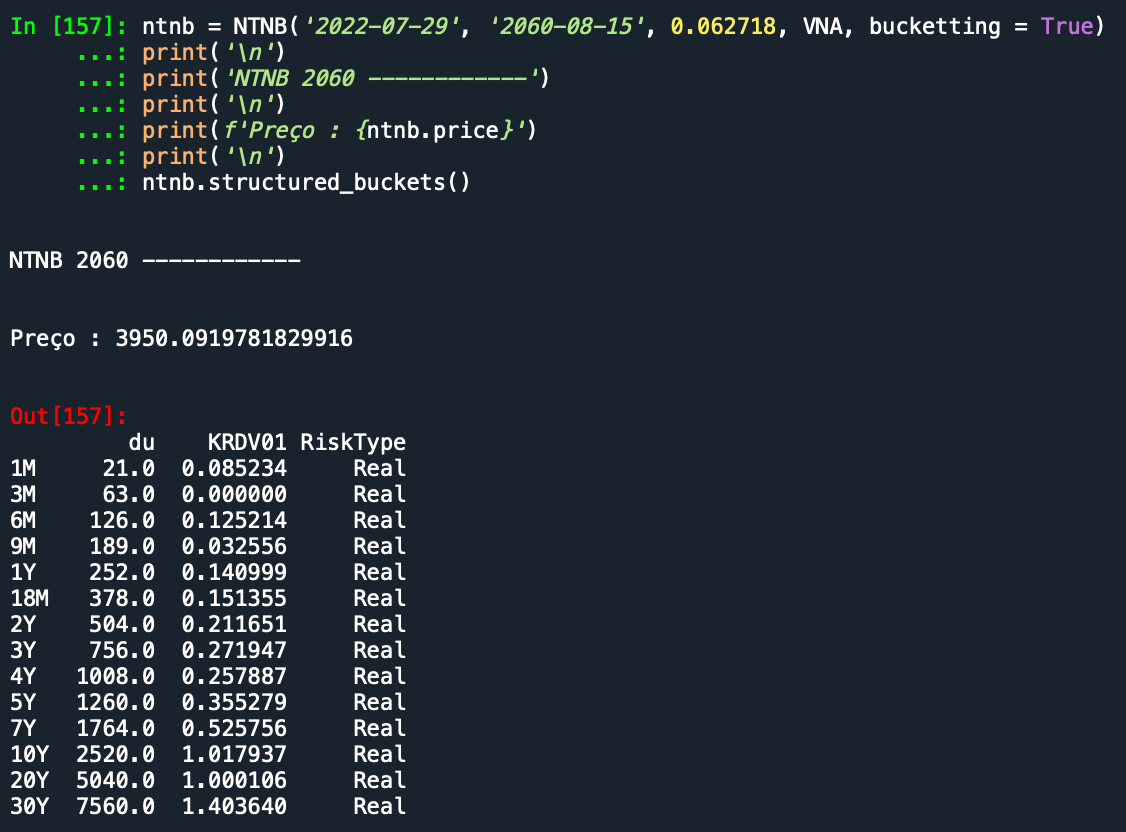 In [157]: ntnb = NTNB('2022-07-29', '2060-08-15', 0.062718, VNA, bucketting = True)
...: print('\n')
...: print('NTNB 2060 ------------')
...: print('\n')
...: print(f'Preço : {ntnb.price}')
...: print('\n')
...: ntnb.structured_buckets()
NTNB 2060 ------------
Preço : 3950.0919781829916
Out[157]:
du KRDV01 RiskType
1M 21.0 0.085234 Real
3M 63.0 0.000000 Real
6M 126.0 0.125214 Real
9M 189.0 0.032556 Real
1Y 252.0 0.140999 Real
18M 378.0 0.151355 Real
2Y 504.0 0.211651 Real
3Y 756.0 0.271947 Real
4Y 1008.0 0.257887 Real
5Y 1260.0 0.355279 Real
7Y 1764.0 0.525756 Real
10Y 2520.0 1.017937 Real
20Y 5040.0 1.000106 Real
30Y 7560.0 1.403640 Real